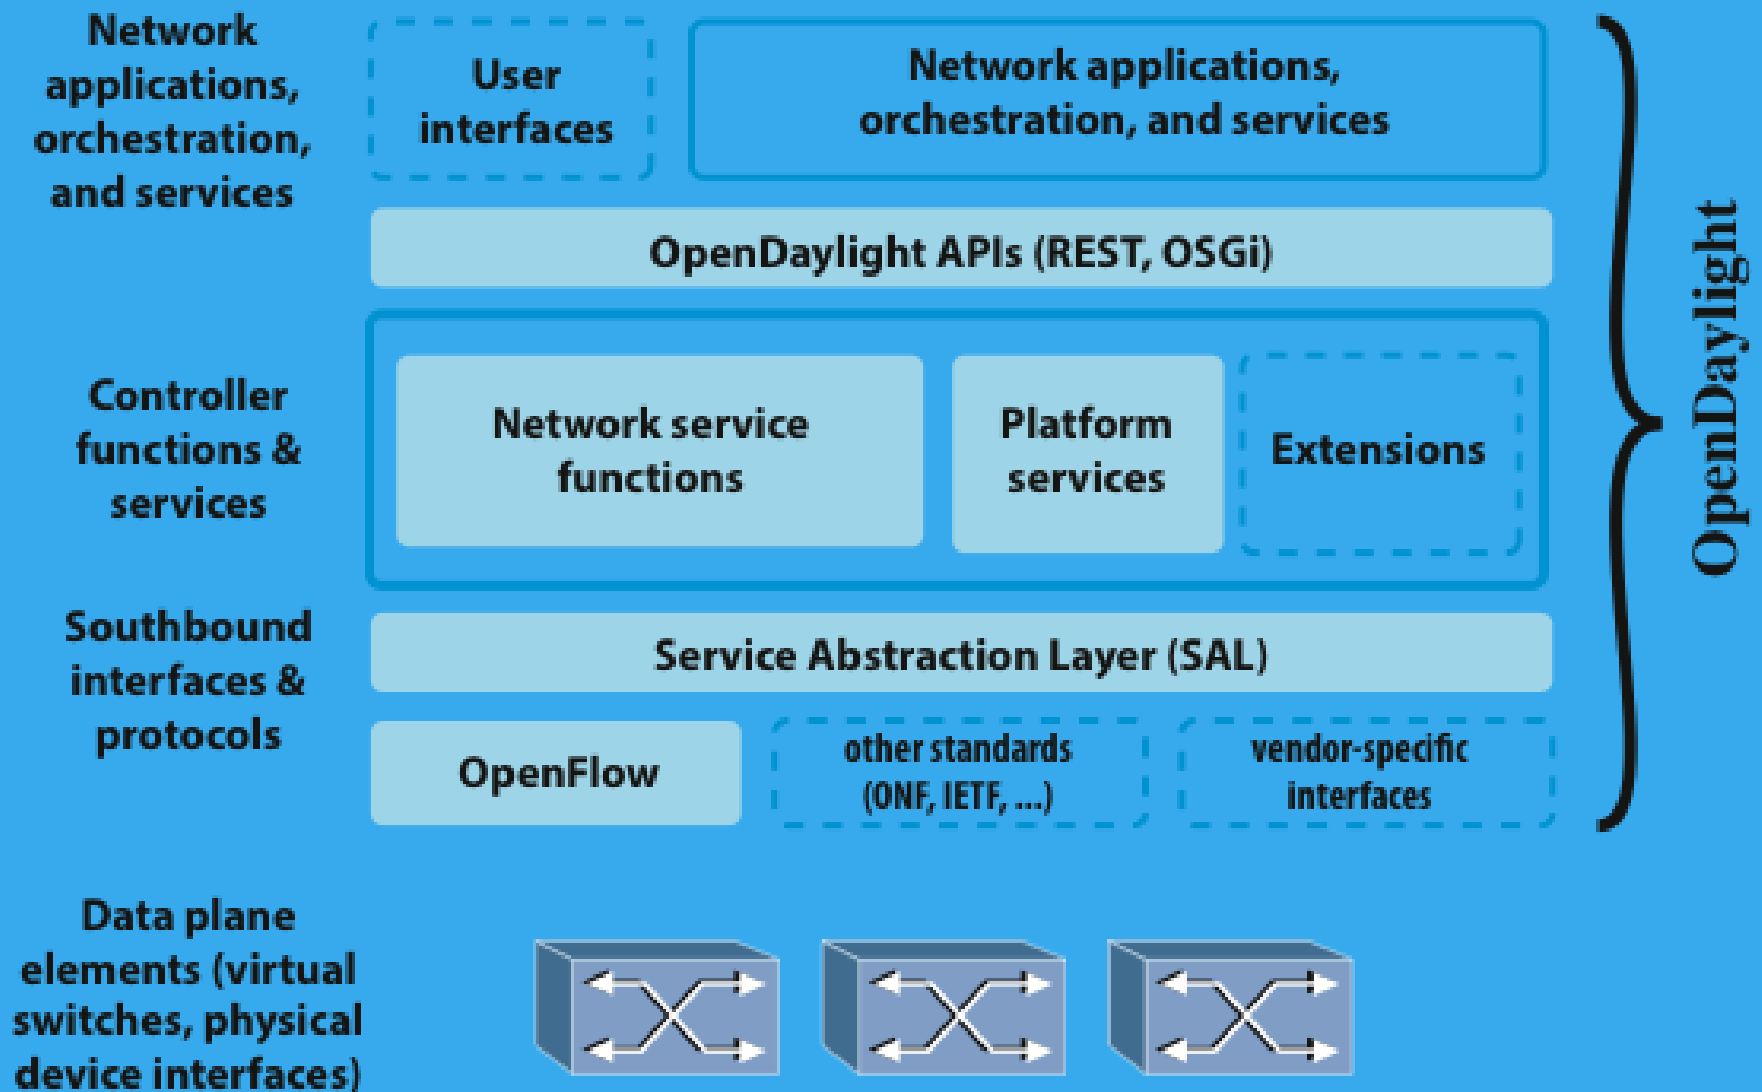 Network
applications,
orchestration,
and services
User
interfaces
Network applications,
orchestration, and services
OpenDaylight APIs (REST, OSGi)
Controller
functions &
services
Network service
functions
Platform
services
Extensions
Southbound
interfaces &
protocols
Service Abstraction Layer (SAL)
OpenFlow
other standards
(ONF, IETF, ...)
vendor-specific
interfaces
OpenDaylight
Data plane
elements (virtual
switches, physical
device interfaces)